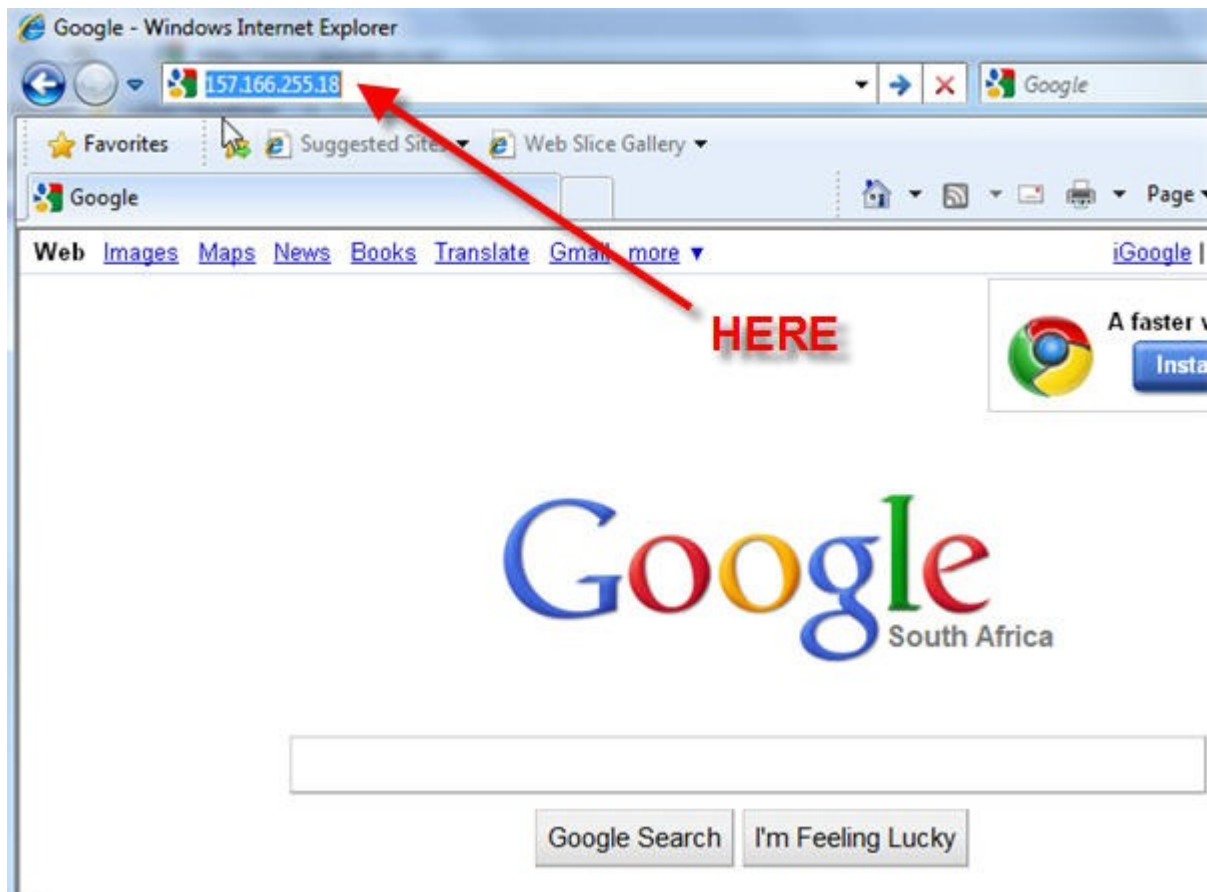 Google - Windows Internet Explorer
157.166.255.18 Google
Favorites Suggested Sites Web Slice Gallery
Google Page
Web Images Maps News Books Translate Gmail more iGoogle |
A faster
HERE
Google
South Africa
Google Search I'm Feeling Lucky